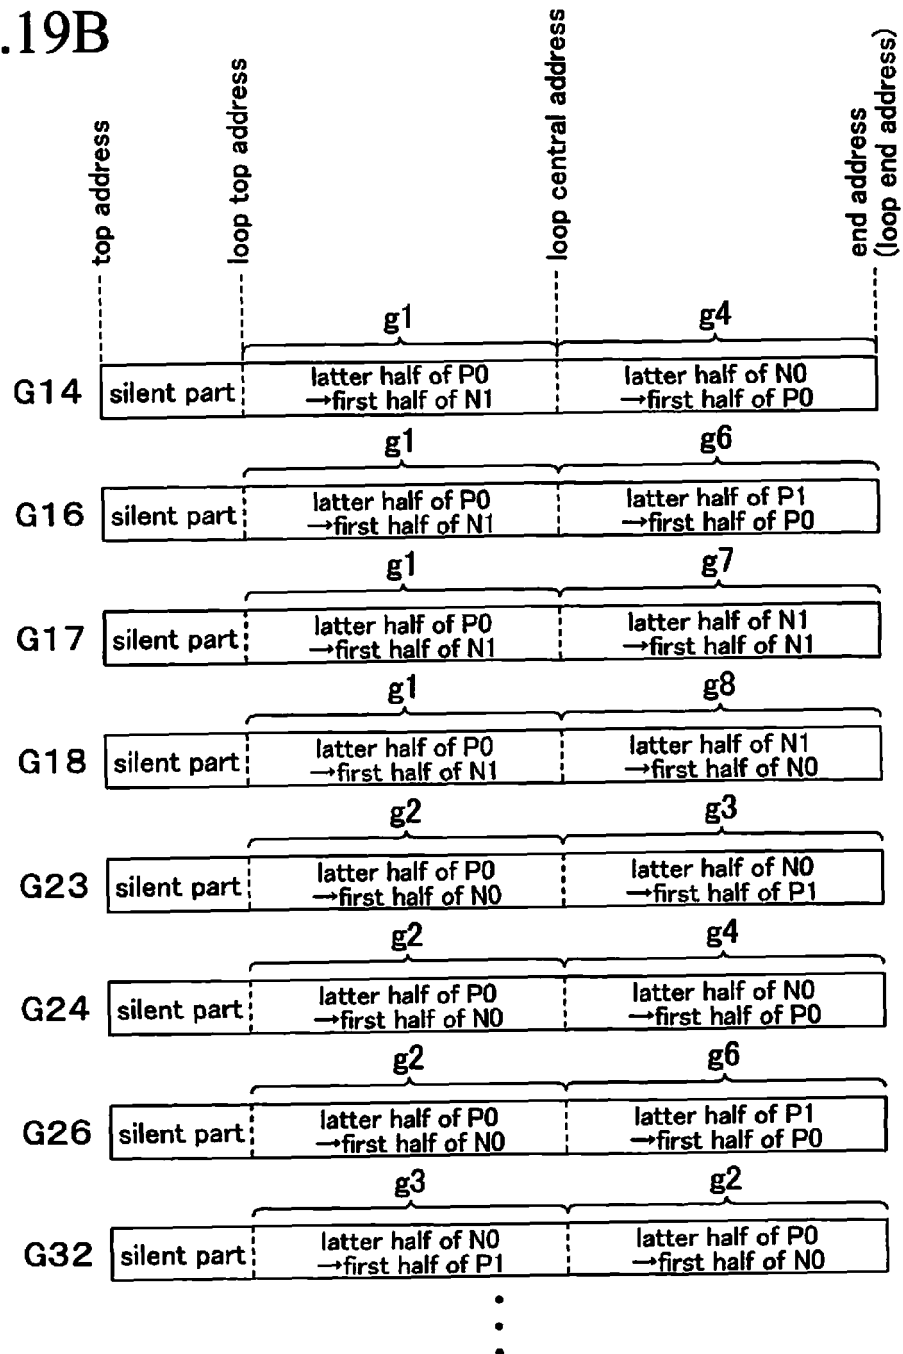 .19B
top address
loop top address
loop central address
end address
(loop end address)
g1 g4
G14 silent part latter half of P0 latter half of N0
→first half of N1 →first half of P0
g1 g6
G16 silent part latter half of P0 latter half of P1
→first half of N1 →first half of P0
g1 g7
G17 silent part latter half of P0 latter half of N1
→first half of N1 →first half of N1
g1 g8
G18 silent part latter half of P0 latter half of N1
→first half of N1 →first half of N0
g2 g3
G23 silent part latter half of P0 latter half of N0
→first half of N0 →first half of P1
g2 g4
G24 silent part latter half of P0 latter half of N0
→first half of N0 →first half of P0
g2 g6
G26 silent part latter half of P0 latter half of P1
→first half of N0 →first half of P0
g3 g2
G32 silent part latter half of N0 latter half of P0
→first half of P1 →first half of N0